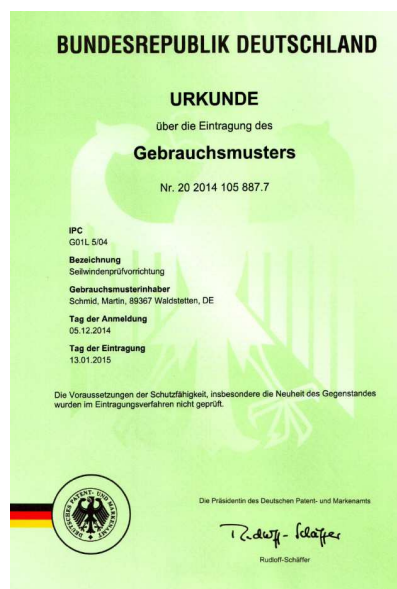 BUNDESREPUBLIK DEUTSCHLAND
URKUNDE
über die Eintragung des
Gebrauchsmusters
Nr. 20 2014 105 887.7
IPC
G01L 5/04
Bezeichnung
Seilwindenprüfvorrichtung
Gebrauchsmusterinhaber
Schmid, Martin, 89367 Waldstetten, DE
Tag der Anmeldung
05.12.2014
Tag der Eintragung
13.01.2015
Die Voraussetzungen der Schutzfähigkeit, insbesondere die Neuheit des Gegenstandes
wurden im Eintragungsverfahren nicht geprüft.
DEUTSCHES PATENT- UND MARKENAMT
Die Präsidentin des Deutschen Patent- und Markenamts
Rudloff-Schäffer
Rudloff-Schäffer